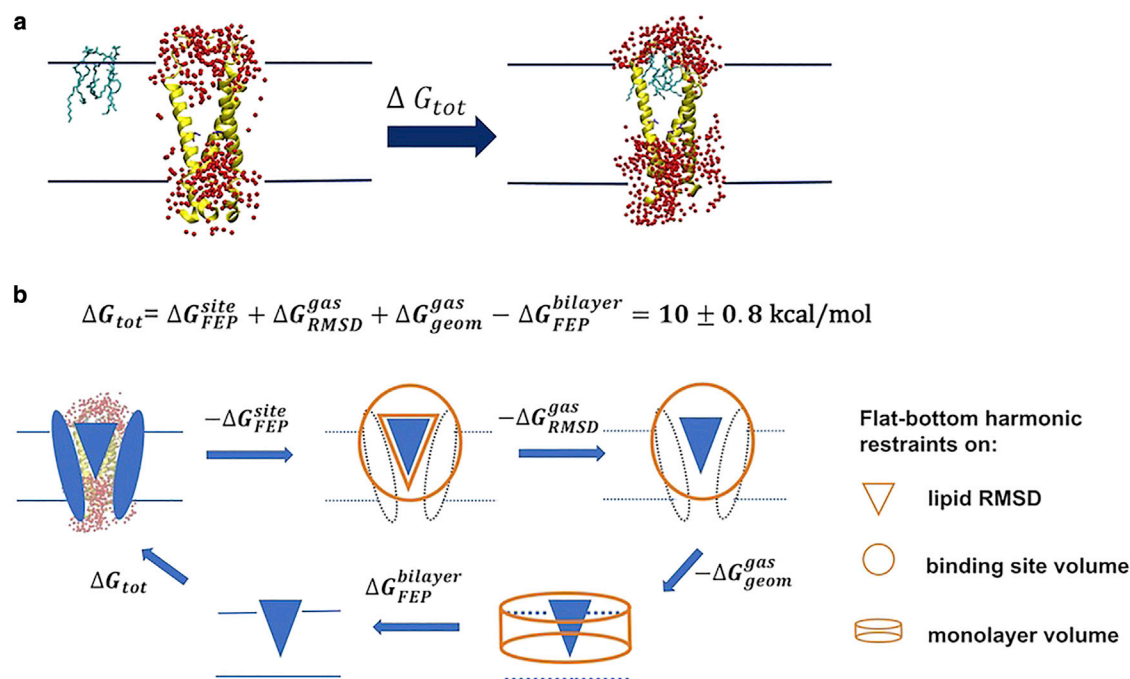 a
Δ G_tot
b
ΔG_tot = ΔG_FEP^site + ΔG_RMSD^gas + ΔG_geom^gas − ΔG_FEP^bilayer = 10 ± 0.8 kcal/mol
−ΔG_FEP^site
−ΔG_RMSD^gas
Flat-bottom harmonic
restraints on:
lipid RMSD
binding site volume
monolayer volume
−ΔG_geom^gas
ΔG_FEP^bilayer
ΔG_tot